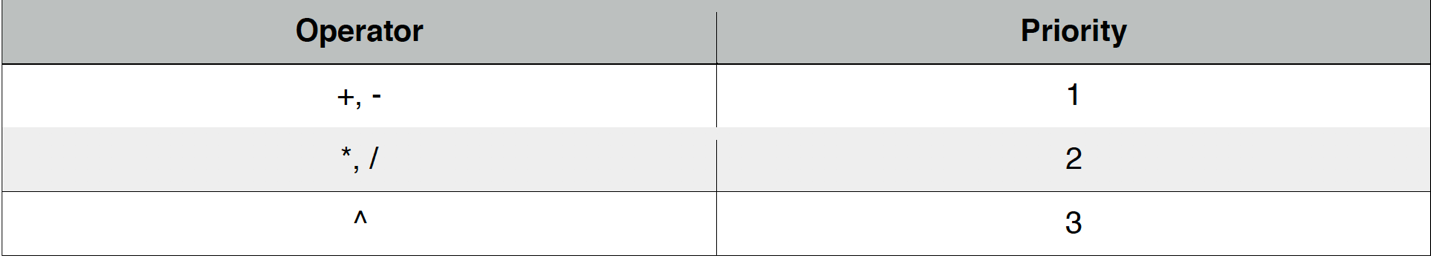 Operator Priority
+, - 1
*, / 2
^ 3